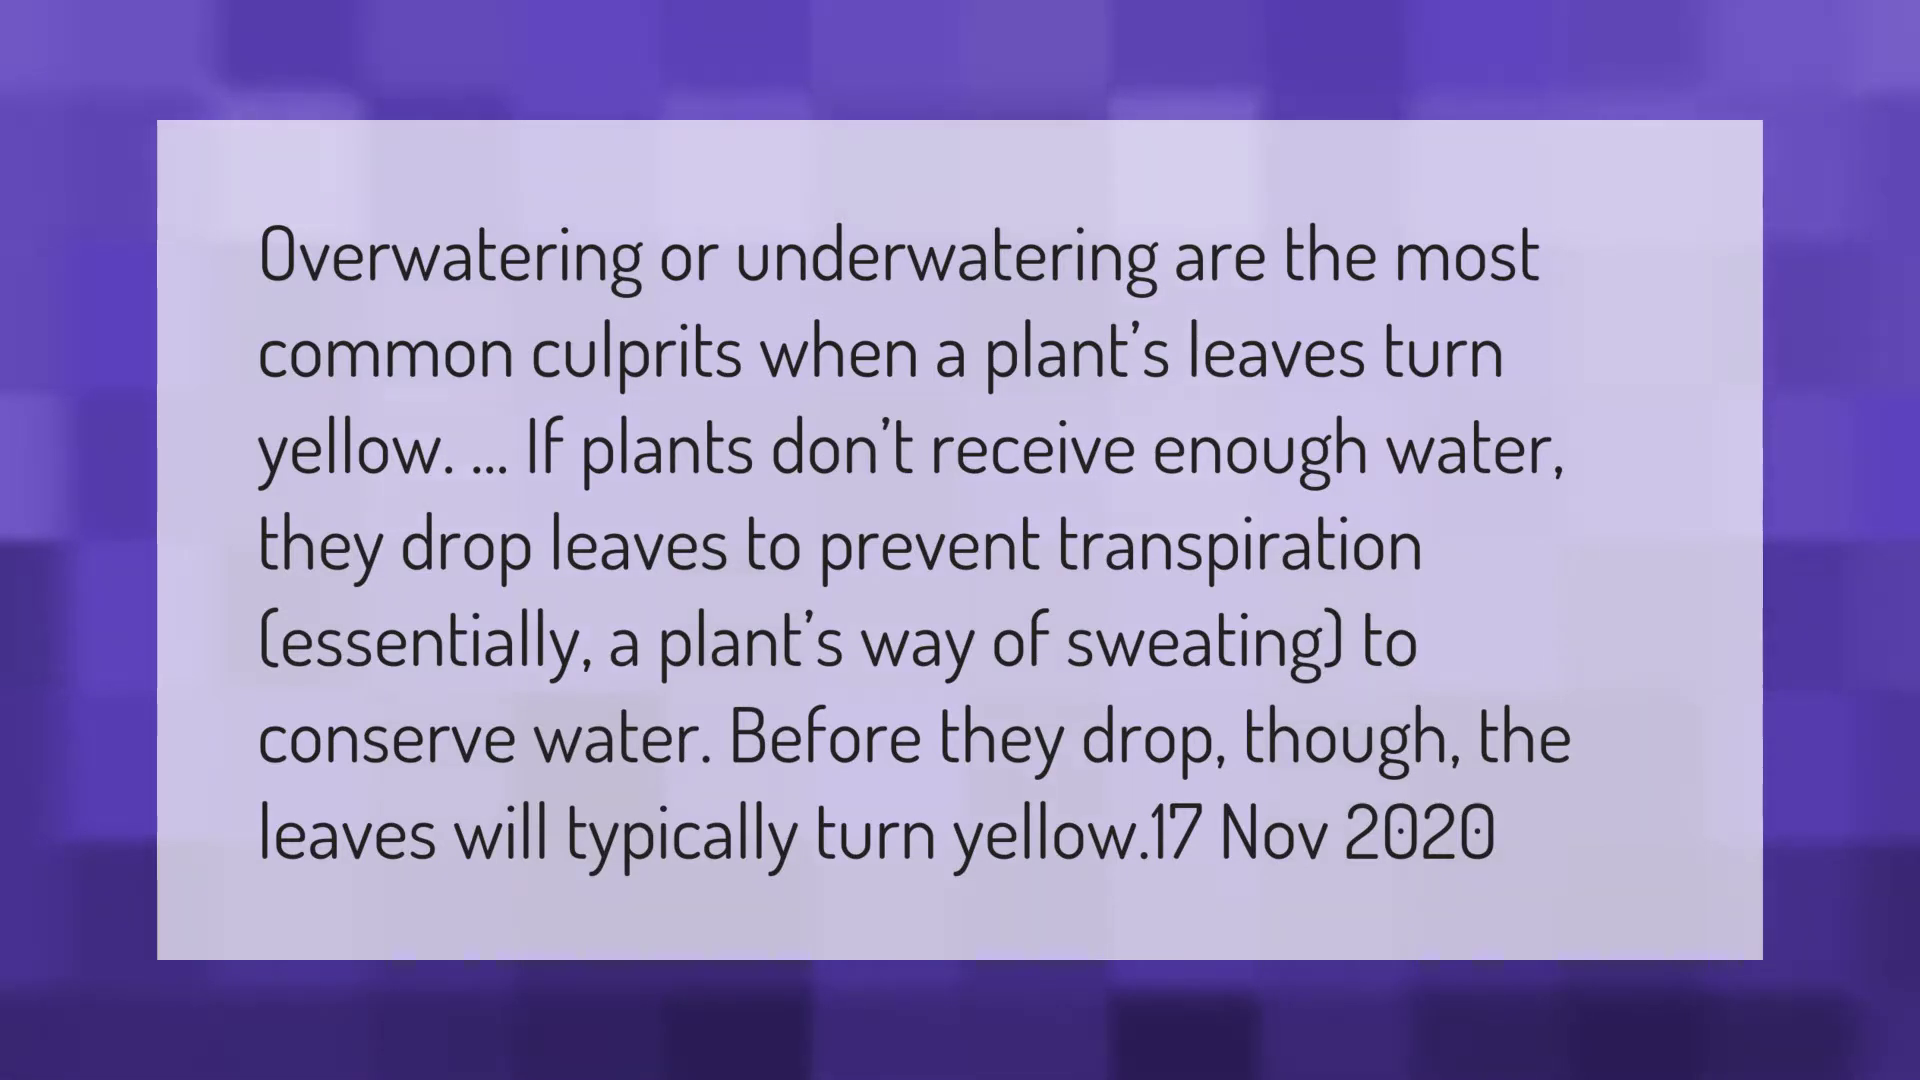 Overwatering or underwatering are the most
common culprits when a plant’s leaves turn
yellow. ... If plants don’t receive enough water,
they drop leaves to prevent transpiration
(essentially, a plant’s way of sweating) to
conserve water. Before they drop, though, the
leaves will typically turn yellow.17 Nov 2020